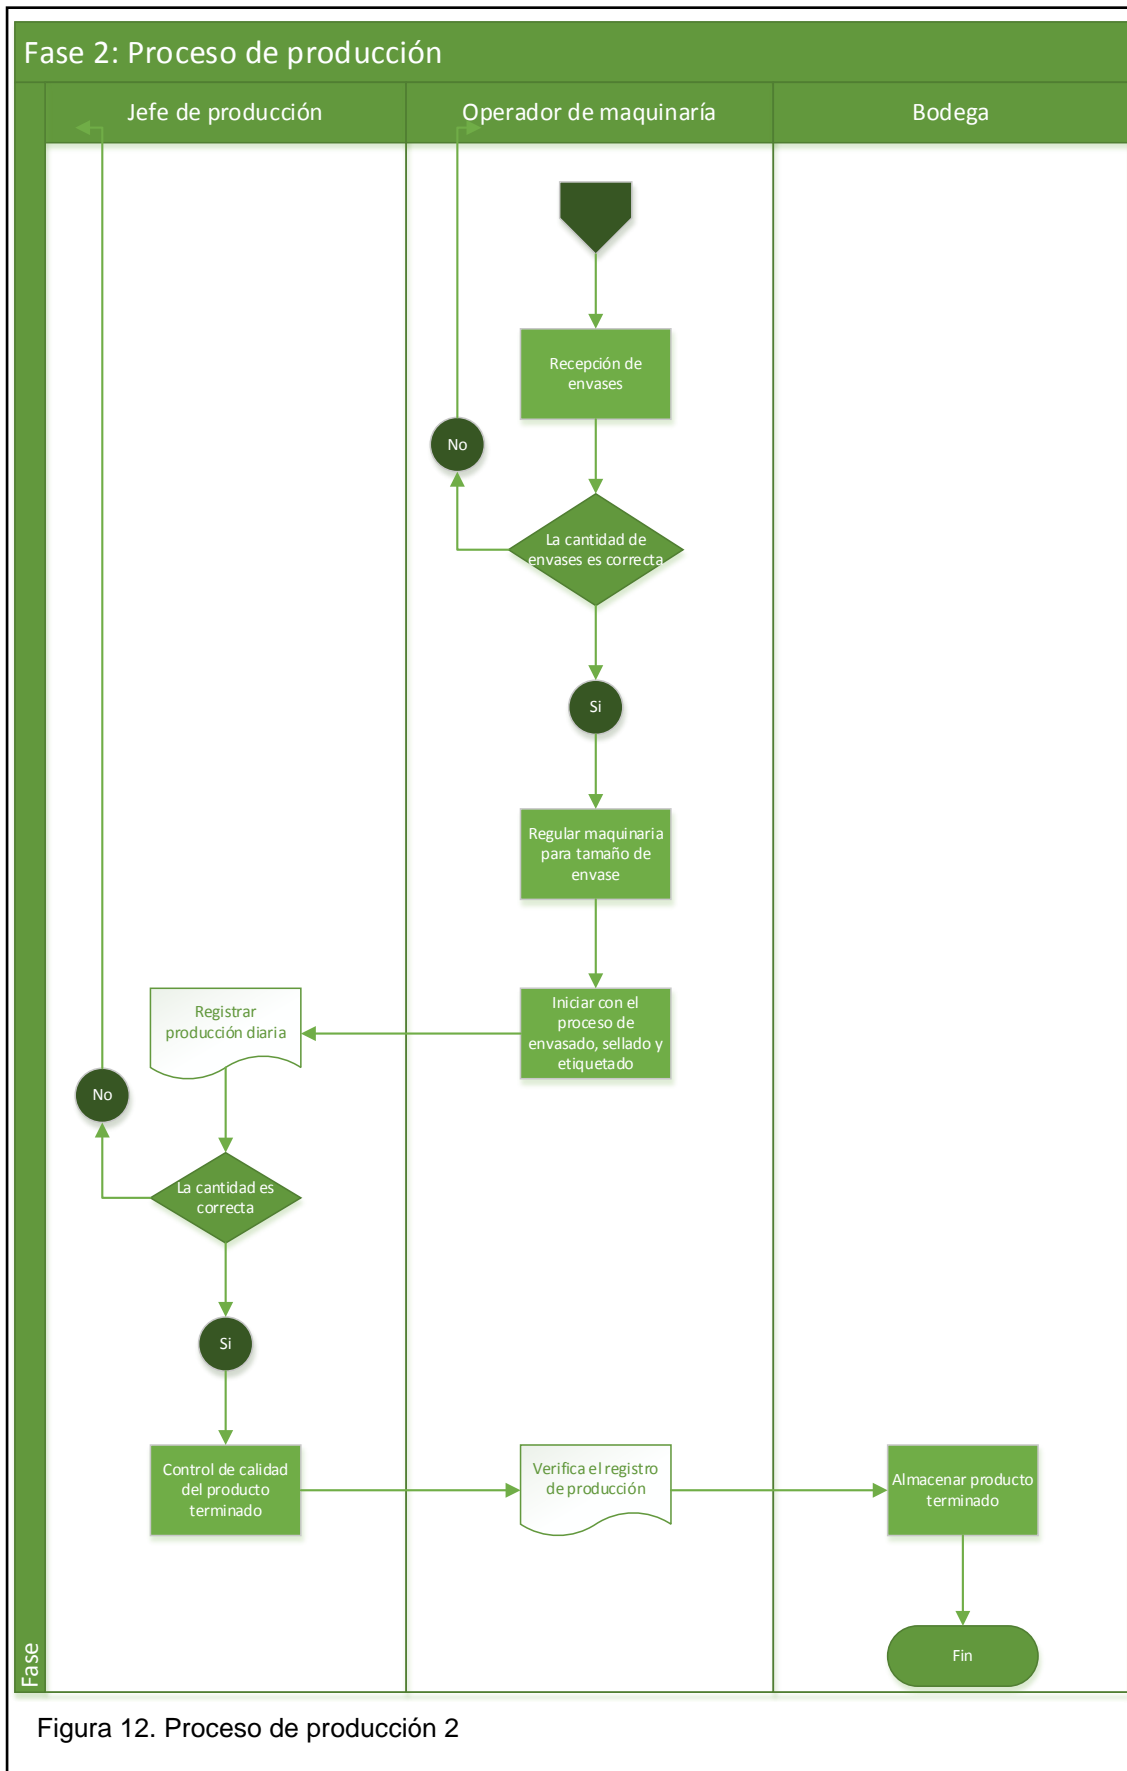 Fase 2: Proceso de producción
Jefe de producción
Operador de maquinaría
Bodega
Recepción de
envases
No
La cantidad de
envases es correcta
Si
Regular maquinaria
para tamaño de
envase
Iniciar con el
proceso de
envasado, sellado y
etiquetado
Registrar
producción diaria
No
La cantidad es
correcta
Si
Control de calidad
del producto
terminado
Verifica el registro
de producción
Almacenar producto
terminado
Fin
Fase
Figura 12. Proceso de producción 2